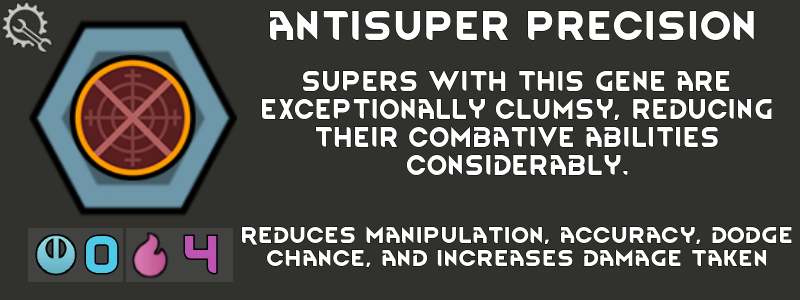 ANTISUPER PRECISION
SUPERS WITH THIS GENE ARE
EXCEPTIONALLY CLUMSY, REDUCING
THEIR COMBATIVE ABILITIES
CONSIDERABLY.
0 4
REDUCES MANIPULATION, ACCURACY, DODGE
CHANCE, AND INCREASES DAMAGE TAKEN